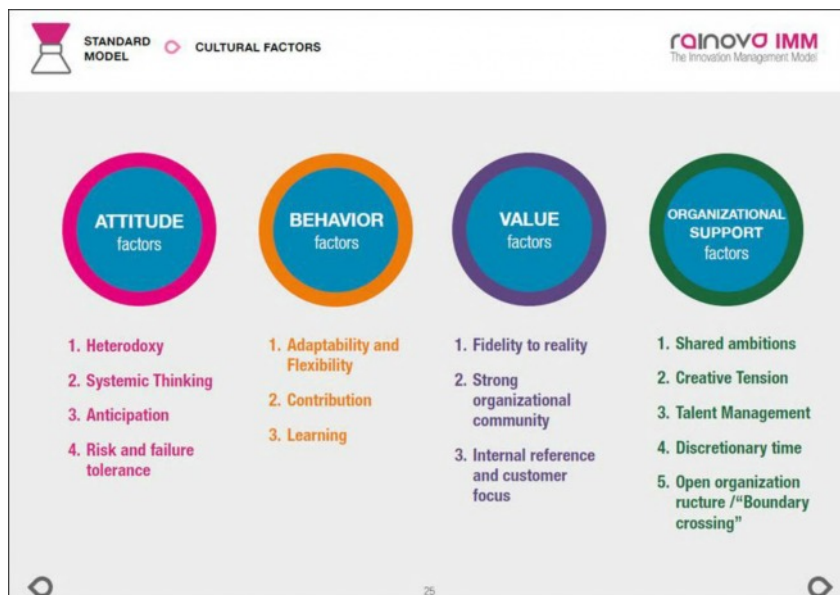 STANDARD
MODEL
CULTURAL FACTORS
rainova IMM
The Innovation Management Model
ATTITUDE
factors
BEHAVIOR
factors
VALUE
factors
ORGANIZATIONAL
SUPPORT
factors
1. Heterodoxy
2. Systemic Thinking
3. Anticipation
4. Risk and failure
tolerance
1. Adaptability and
Flexibility
2. Contribution
3. Learning
1. Fidelity to reality
2. Strong
organizational
community
3. Internal reference
and customer
focus
1. Shared ambitions
2. Creative Tension
3. Talent Management
4. Discretionary time
5. Open organization
ructure /“Boundary
crossing”
25